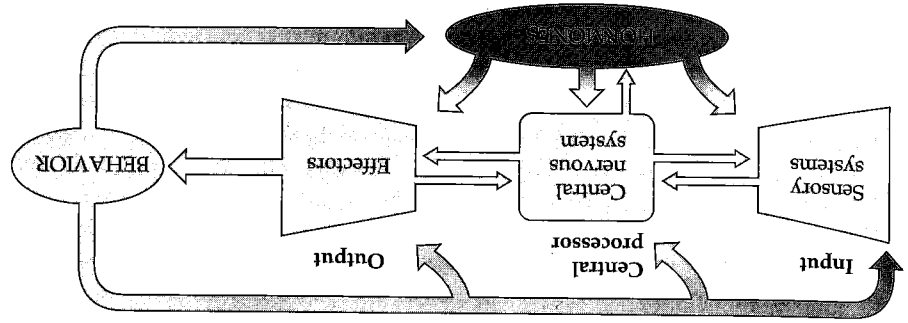 HORMONES
Sensory
systems
Central
nervous
system
Effectors
BEHAVIOR
Input
Central
processor
Output